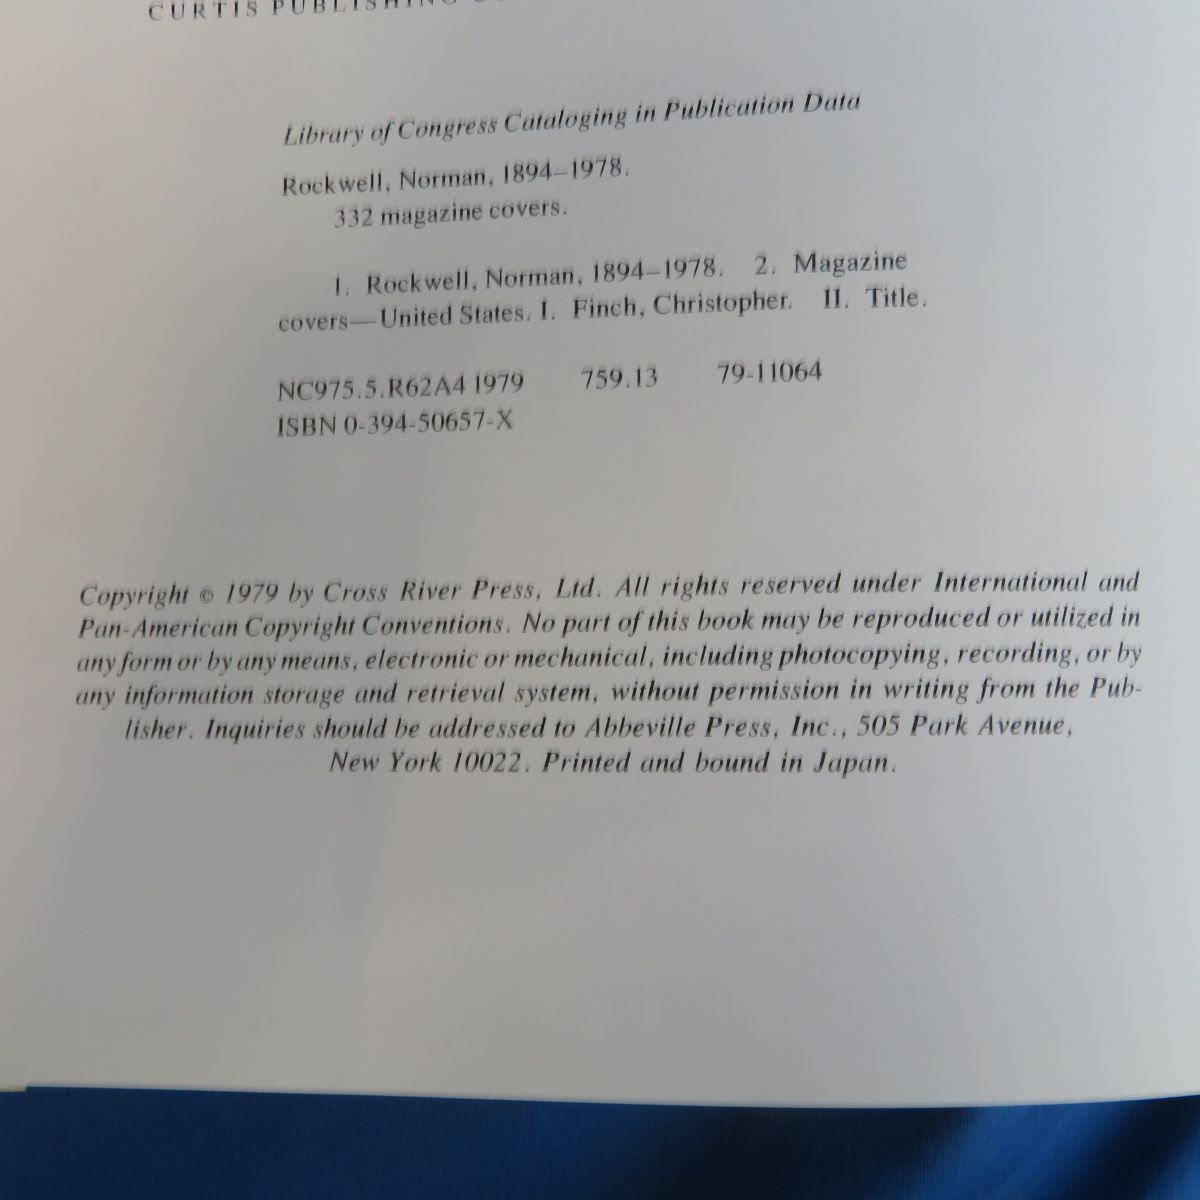 CURTIS PUBLISHING
Library of Congress Cataloging in Publication Data
Rockwell, Norman, 1894–1978.
332 magazine covers.
1. Rockwell, Norman, 1894–1978. 2. Magazine
covers—United States. I. Finch, Christopher. II. Title.
NC975.5.R62A4 1979 759.13 79-11064
ISBN 0-394-50657-X
Copyright © 1979 by Cross River Press, Ltd. All rights reserved under International and
Pan-American Copyright Conventions. No part of this book may be reproduced or utilized in
any form or by any means, electronic or mechanical, including photocopying, recording, or by
any information storage and retrieval system, without permission in writing from the Pub-
lisher. Inquiries should be addressed to Abbeville Press, Inc., 505 Park Avenue,
New York 10022. Printed and bound in Japan.